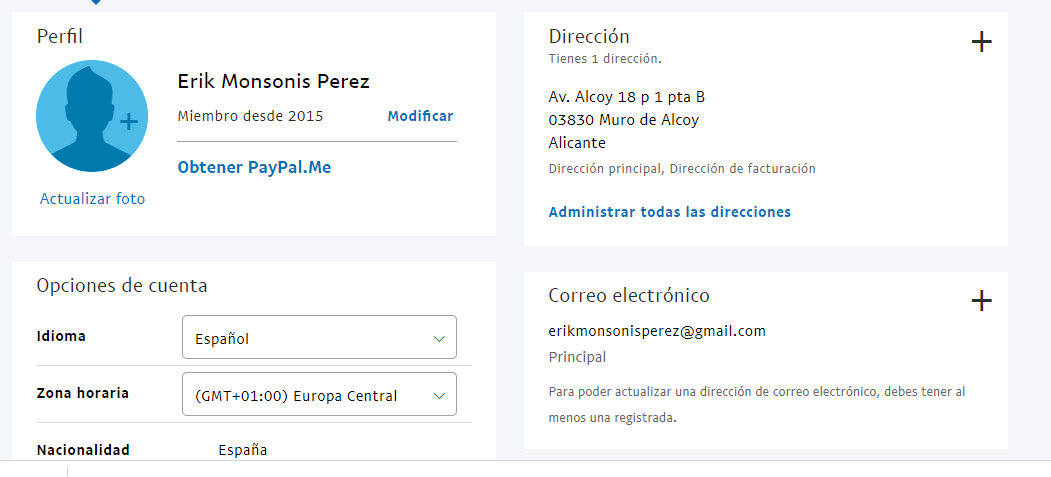 Perfil
Erik Monsonis Perez
Miembro desde 2015 Modificar
Obtener PayPal.Me
Actualizar foto
Opciones de cuenta
Idioma Español
Zona horaria (GMT+01:00) Europa Central
Nacionalidad España
Dirección
Tienes 1 dirección.
Av. Alcoy 18 p 1 pta B
03830 Muro de Alcoy
Alicante
Dirección principal, Dirección de facturación
Administrar todas las direcciones
Correo electrónico
erikmonsonisperez@gmail.com
Principal
Para poder actualizar una dirección de correo electrónico, debes tener al
menos una registrada.